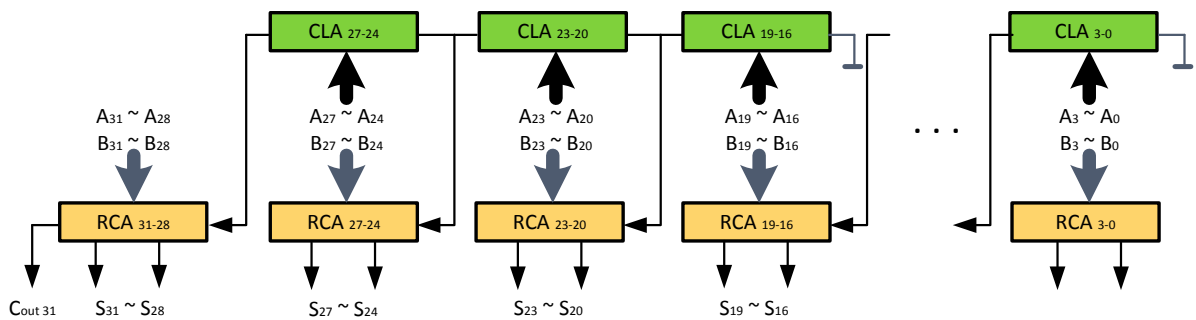 CLA 27-24 CLA 23-20 CLA 19-16 CLA 3-0
A31 ~ A28 A27 ~ A24 A23 ~ A20 A19 ~ A16 . . . A3 ~ A0
B31 ~ B28 B27 ~ B24 B23 ~ B20 B19 ~ B16 B3 ~ B0
RCA 31-28 RCA 27-24 RCA 23-20 RCA 19-16 RCA 3-0
Cout 31 S31 ~ S28 S27 ~ S24 S23 ~ S20 S19 ~ S16